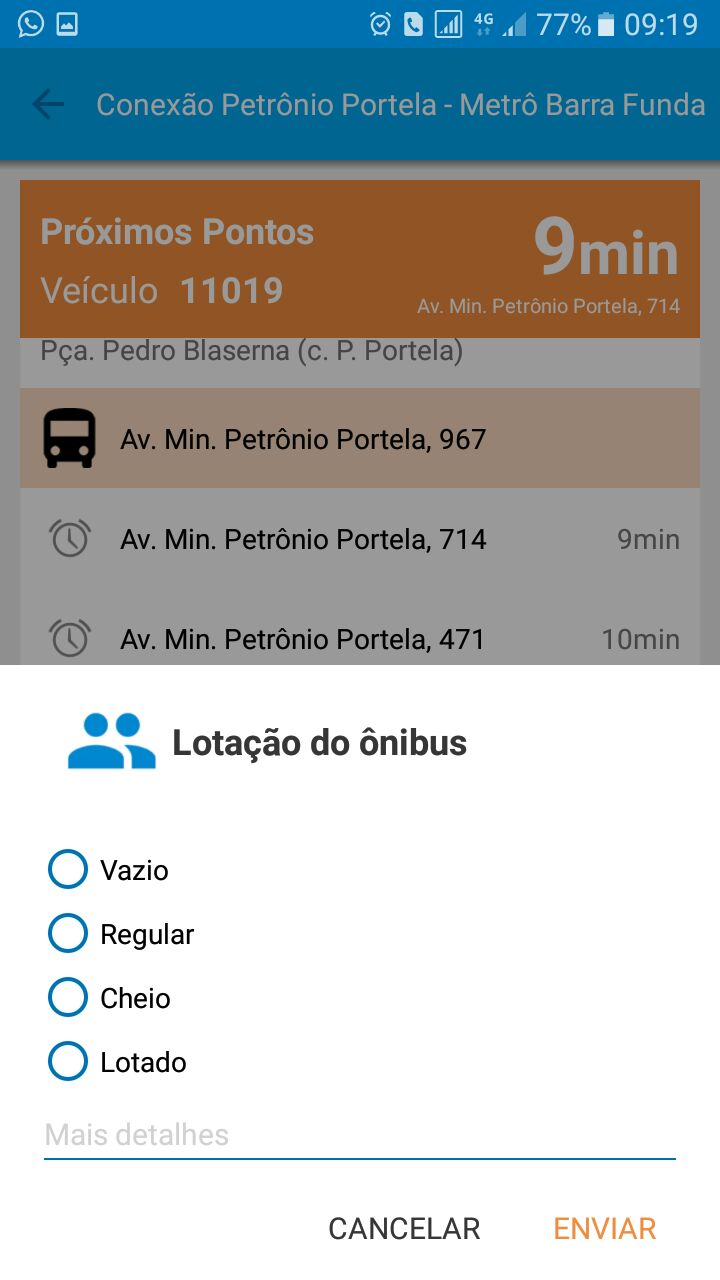 4G 77% 09:19
Conexão Petrônio Portela - Metrô Barra Funda
Próximos Pontos
9min
Veículo 11019
Av. Min. Petrônio Portela, 714
Pça. Pedro Blaserna (c. P. Portela)
Av. Min. Petrônio Portela, 967
Av. Min. Petrônio Portela, 714 9min
Av. Min. Petrônio Portela, 471 10min
Lotação do ônibus
Vazio
Regular
Cheio
Lotado
Mais detalhes
CANCELAR ENVIAR